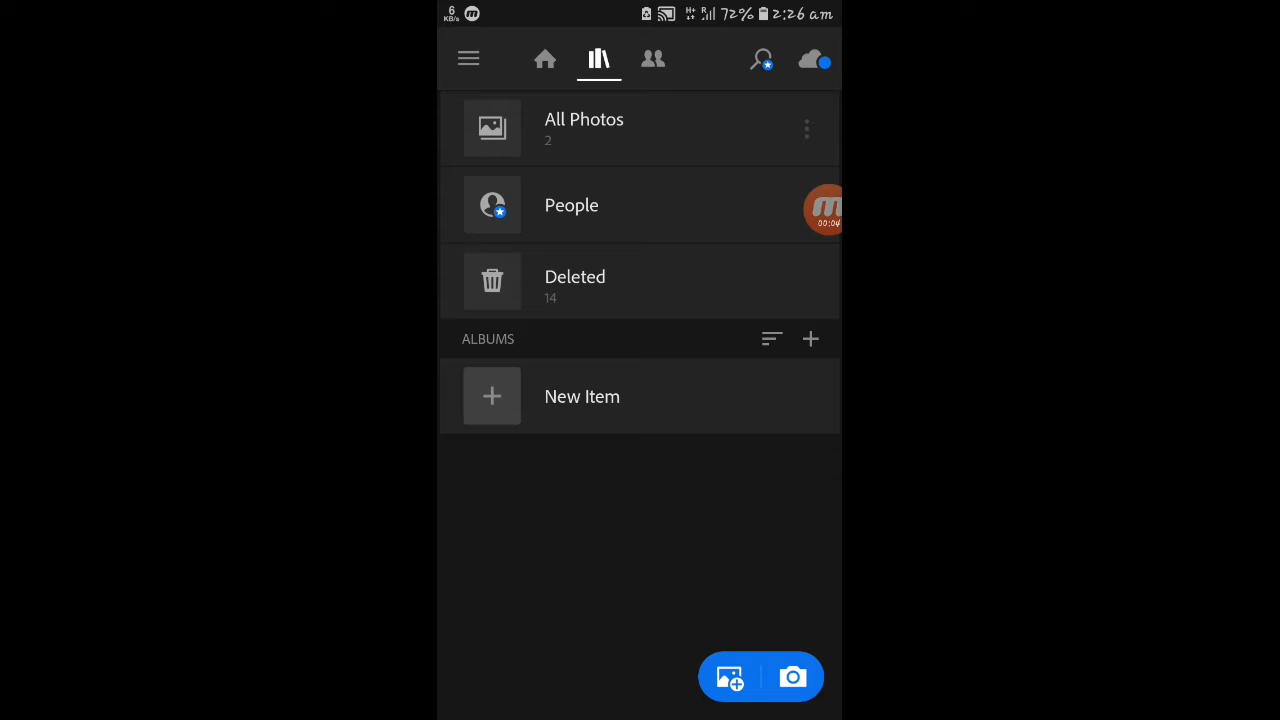 6
KB/s
H+
R
72%
2:26 am
All Photos
2
People
00:04
Deleted
14
ALBUMS
New Item